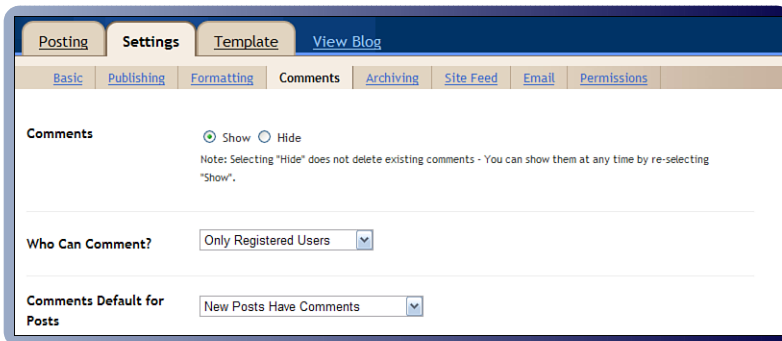 Posting Settings Template View Blog
Basic Publishing Formatting Comments Archiving Site Feed Email Permissions
Comments
Show Hide
Note: Selecting "Hide" does not delete existing comments - You can show them at any time by re-selecting
"Show".
Who Can Comment?
Only Registered Users
Comments Default for
Posts
New Posts Have Comments